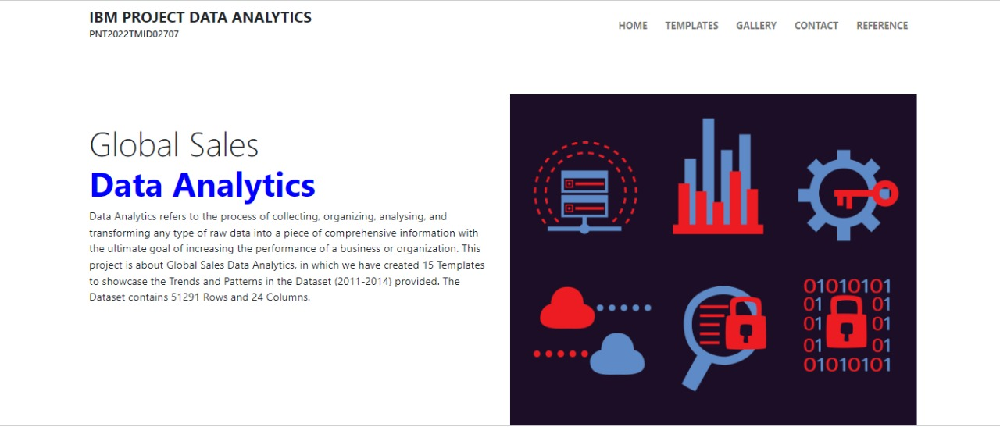 IBM PROJECT DATA ANALYTICS
PNT2022TMID02707
HOME TEMPLATES GALLERY CONTACT REFERENCE
Global Sales
Data Analytics
Data Analytics refers to the process of collecting, organizing, analysing, and
transforming any type of raw data into a piece of comprehensive information with
the ultimate goal of increasing the performance of a business or organization. This
project is about Global Sales Data Analytics, in which we have created 15 Templates
to showcase the Trends and Patterns in the Dataset (2011-2014) provided. The
Dataset contains 51291 Rows and 24 Columns.
01010101
01 01
01 01
01 01
01010101